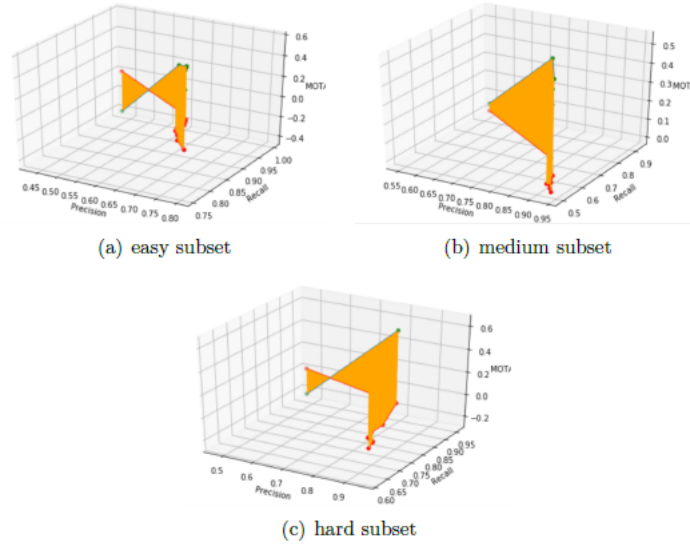 0.6
0.4
0.2
0.0
−0.2
−0.4
MOTA
0.45 0.50 0.55 0.60 0.65 0.70 0.75 0.80
Precision
0.75 0.80 0.85 0.90 0.95 1.00
Recall
(a) easy subset
0.5
0.4
0.3
0.2
0.1
0.0
MOT
0.55 0.60 0.65 0.70 0.75 0.80 0.85 0.90 0.95
Precision
0.5 0.6 0.7 0.8 0.9
Recall
(b) medium subset
0.6
0.4
0.2
0.0
−0.2
MOTA
0.5 0.6 0.7 0.8 0.9
Precision
0.60 0.65 0.70 0.75 0.80 0.85 0.90 0.95
Recall
(c) hard subset